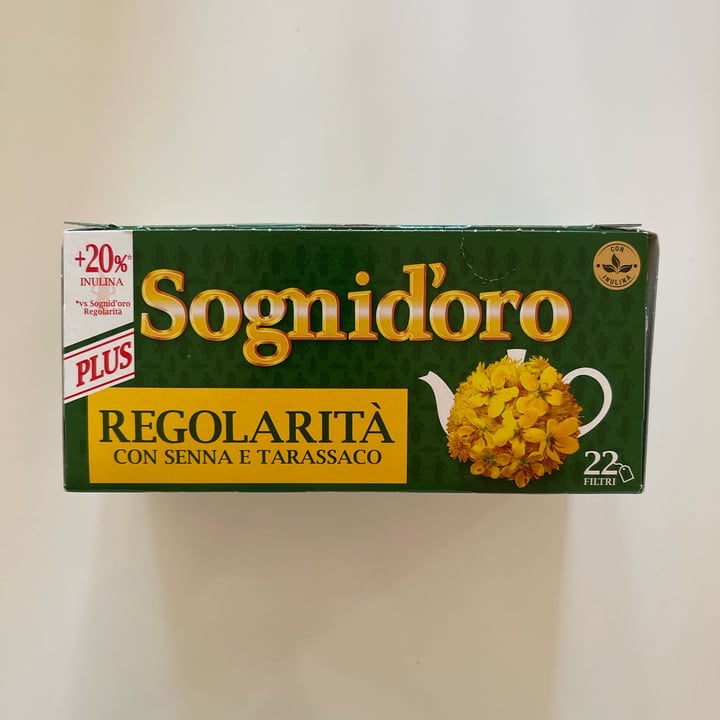 +20%*
INULINA
*vs Sognid'oro
Regolarità
PLUS
Sognid'oro
CON
INULINA
REGOLARITÀ
CON SENNA E TARASSACO
22
FILTRI